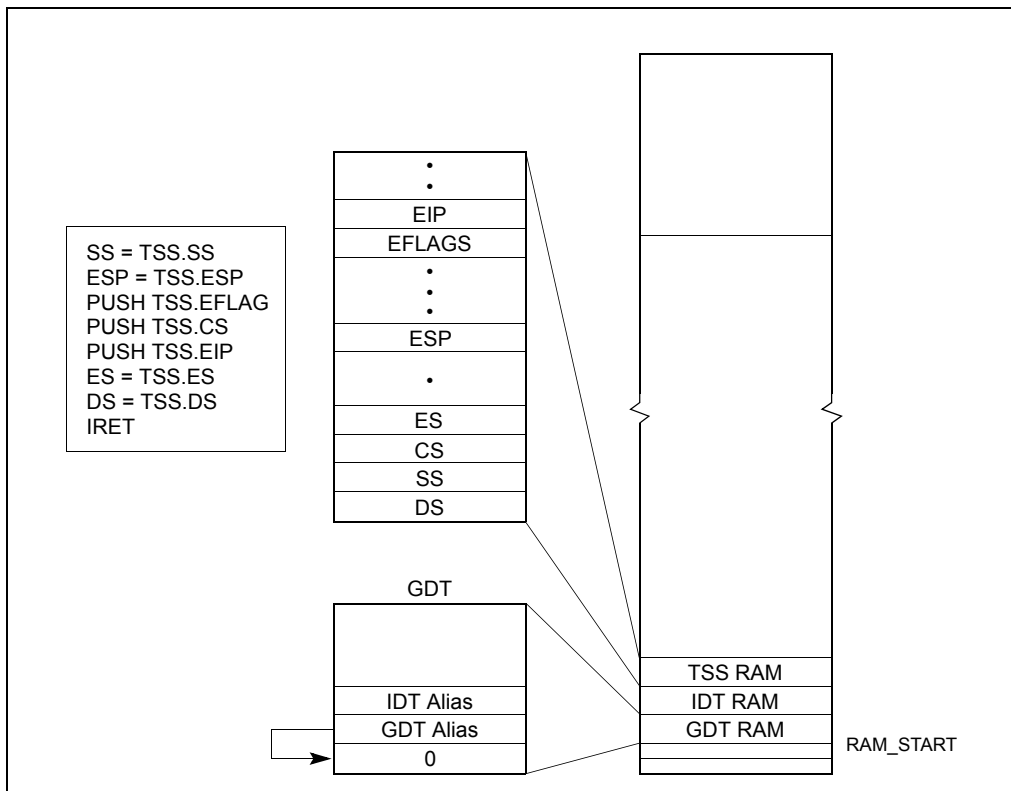 SS = TSS.SS
ESP = TSS.ESP
PUSH TSS.EFLAG
PUSH TSS.CS
PUSH TSS.EIP
ES = TSS.ES
DS = TSS.DS
IRET
•
•
EIP
EFLAGS
•
•
•
ESP
•
ES
CS
SS
DS
GDT
IDT Alias
GDT Alias
0
TSS RAM
IDT RAM
GDT RAM
RAM_START